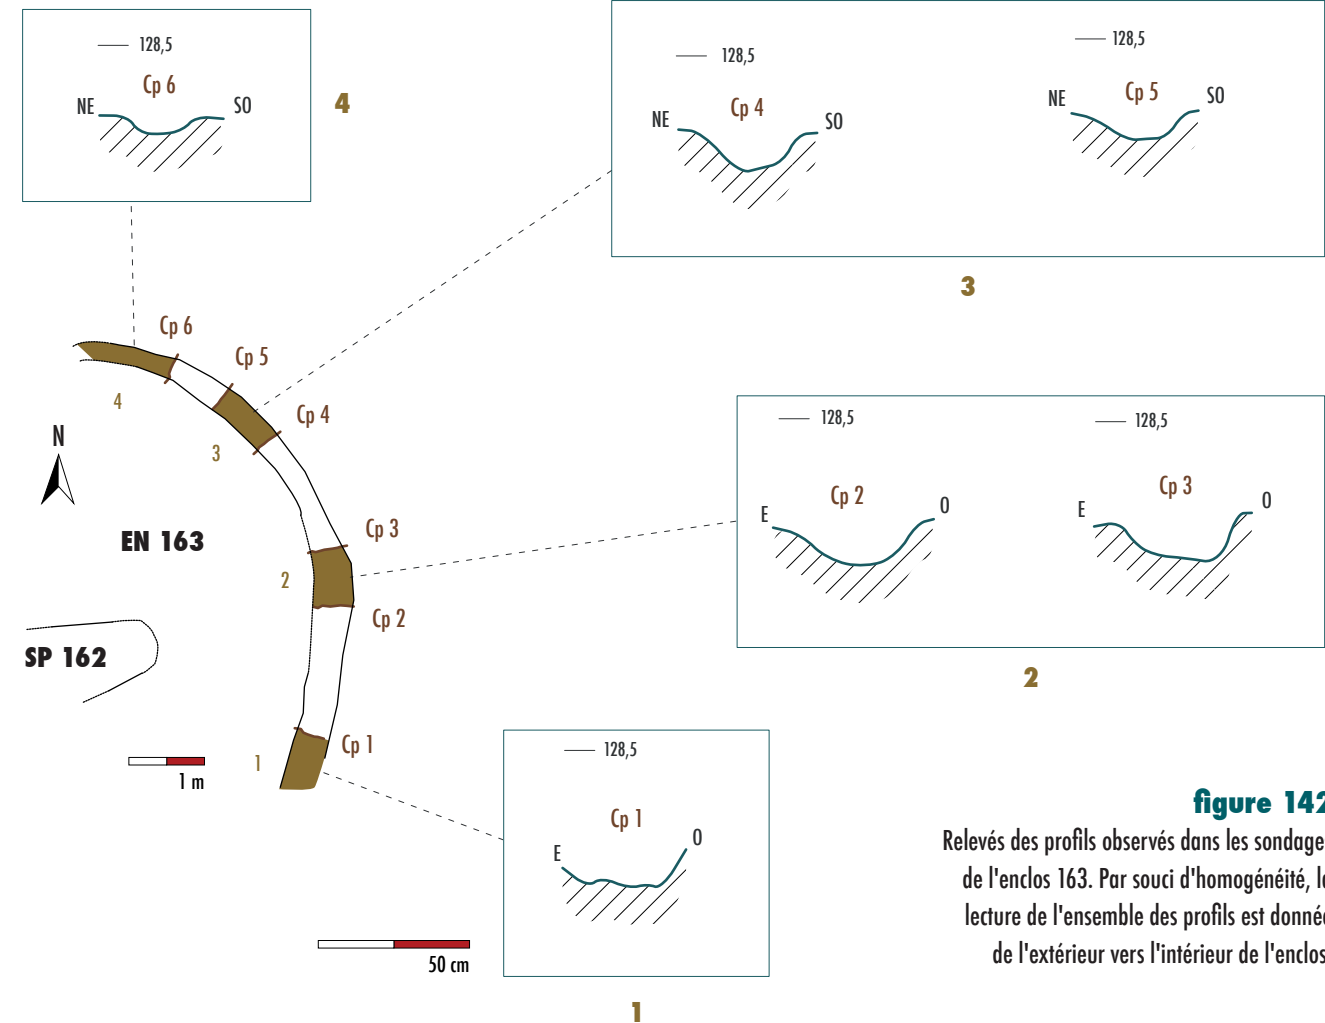 128,5
Cp 6
NE
SO
4
128,5
Cp 4
NE
SO
128,5
Cp 5
NE
SO
3
Cp 6
Cp 5
Cp 4
4
3
N
EN 163
Cp 3
2
Cp 2
SP 162
Cp 1
1
1 m
50 cm
128,5
Cp 2
E
O
128,5
Cp 3
E
O
2
128,5
Cp 1
E
O
1
figure 142
Relevés des profils observés dans les sondage
de l'enclos 163. Par souci d'homogénéité, l
lecture de l'ensemble des profils est donné
de l'extérieur vers l'intérieur de l'enclos